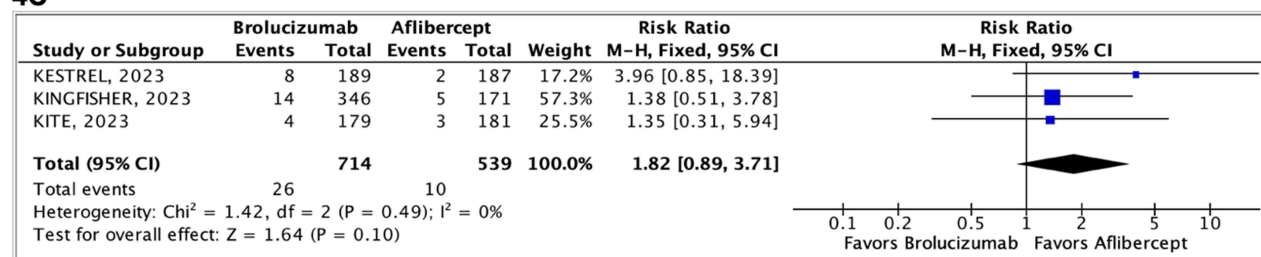 Brolucizumab Aflibercept Risk Ratio Risk Ratio
Study or Subgroup Events Total Events Total Weight M-H, Fixed, 95% CI M-H, Fixed, 95% CI
KESTREL, 2023 8 189 2 187 17.2% 3.96 [0.85, 18.39]
KINGFISHER, 2023 14 346 5 171 57.3% 1.38 [0.51, 3.78]
KITE, 2023 4 179 3 181 25.5% 1.35 [0.31, 5.94]
Total (95% CI) 714 539 100.0% 1.82 [0.89, 3.71]
Total events 26 10
Heterogeneity: Chi² = 1.42, df = 2 (P = 0.49); I² = 0%
Test for overall effect: Z = 1.64 (P = 0.10)
0.1 0.2 0.5 1 2 5 10
Favors Brolucizumab Favors Aflibercept